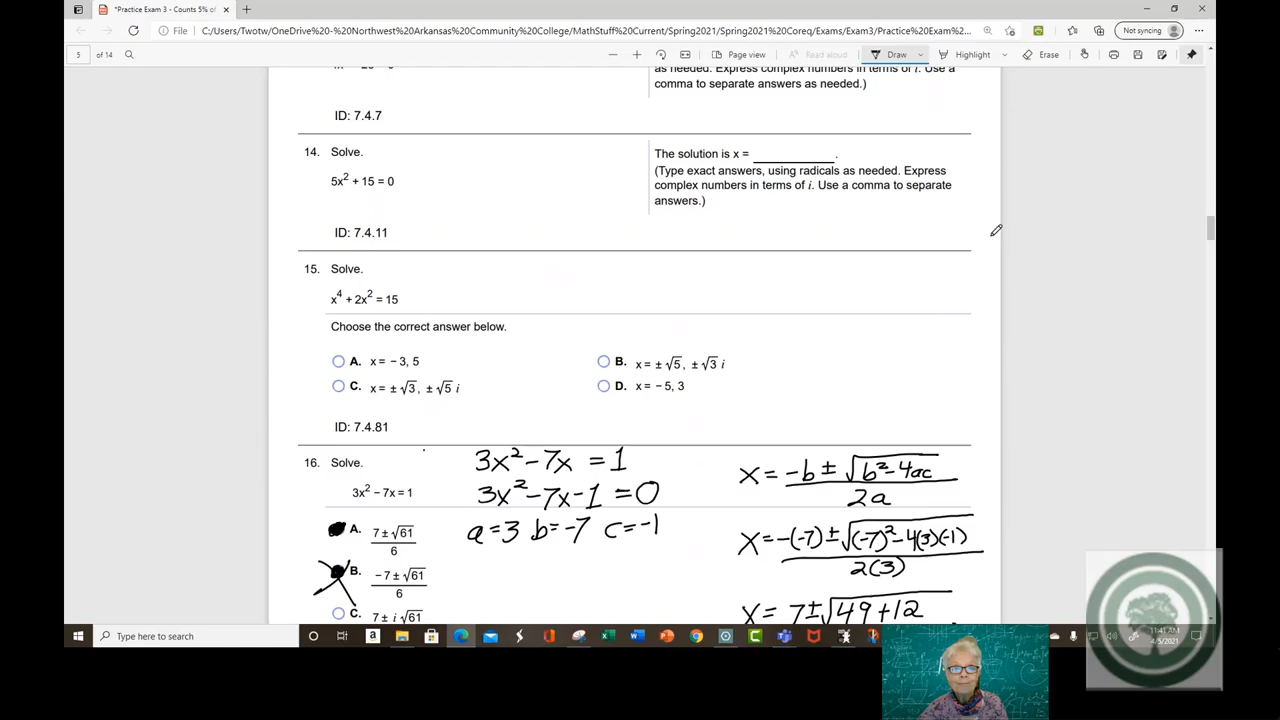 *Practice Exam 3 - Counts 5% of
File
C:/Users/Twotw/OneDrive%20-%20Northwest%20Arkansas%20Community%20College/MathStuff%20Current/Spring2021/Spring2021%20Coreq/Exams/Exam3/Practice%20Exam%...
Not syncing
5 of 14
Page view
Read aloud
Draw
Highlight
Erase
as needed. Express complex numbers in terms of i. Use a
comma to separate answers as needed.)
ID: 7.4.7
14. Solve.
The solution is x = ____________.
5x² + 15 = 0
(Type exact answers, using radicals as needed. Express
complex numbers in terms of i. Use a comma to separate
answers.)
ID: 7.4.11
15. Solve.
x⁴ + 2x² = 15
Choose the correct answer below.
A. x = − 3, 5
B. x = ± √5, ± √3 i
C. x = ± √3, ± √5 i
D. x = − 5, 3
ID: 7.4.81
16. Solve.
3x² − 7x = 1
3x² − 7x = 1
3x² − 7x − 1 = 0
a = 3 b = −7 c = −1
x = (−b ± √(b² − 4ac)) / 2a
x = (−(−7) ± √((−7)² − 4(3)(−1))) / 2(3)
x = 7 ± √(49 + 12)
A. (7 ± √61) / 6
B. (− 7 ± √61) / 6
C. 7 ± i √61
Type here to search
11:41 AM
4/5/2021